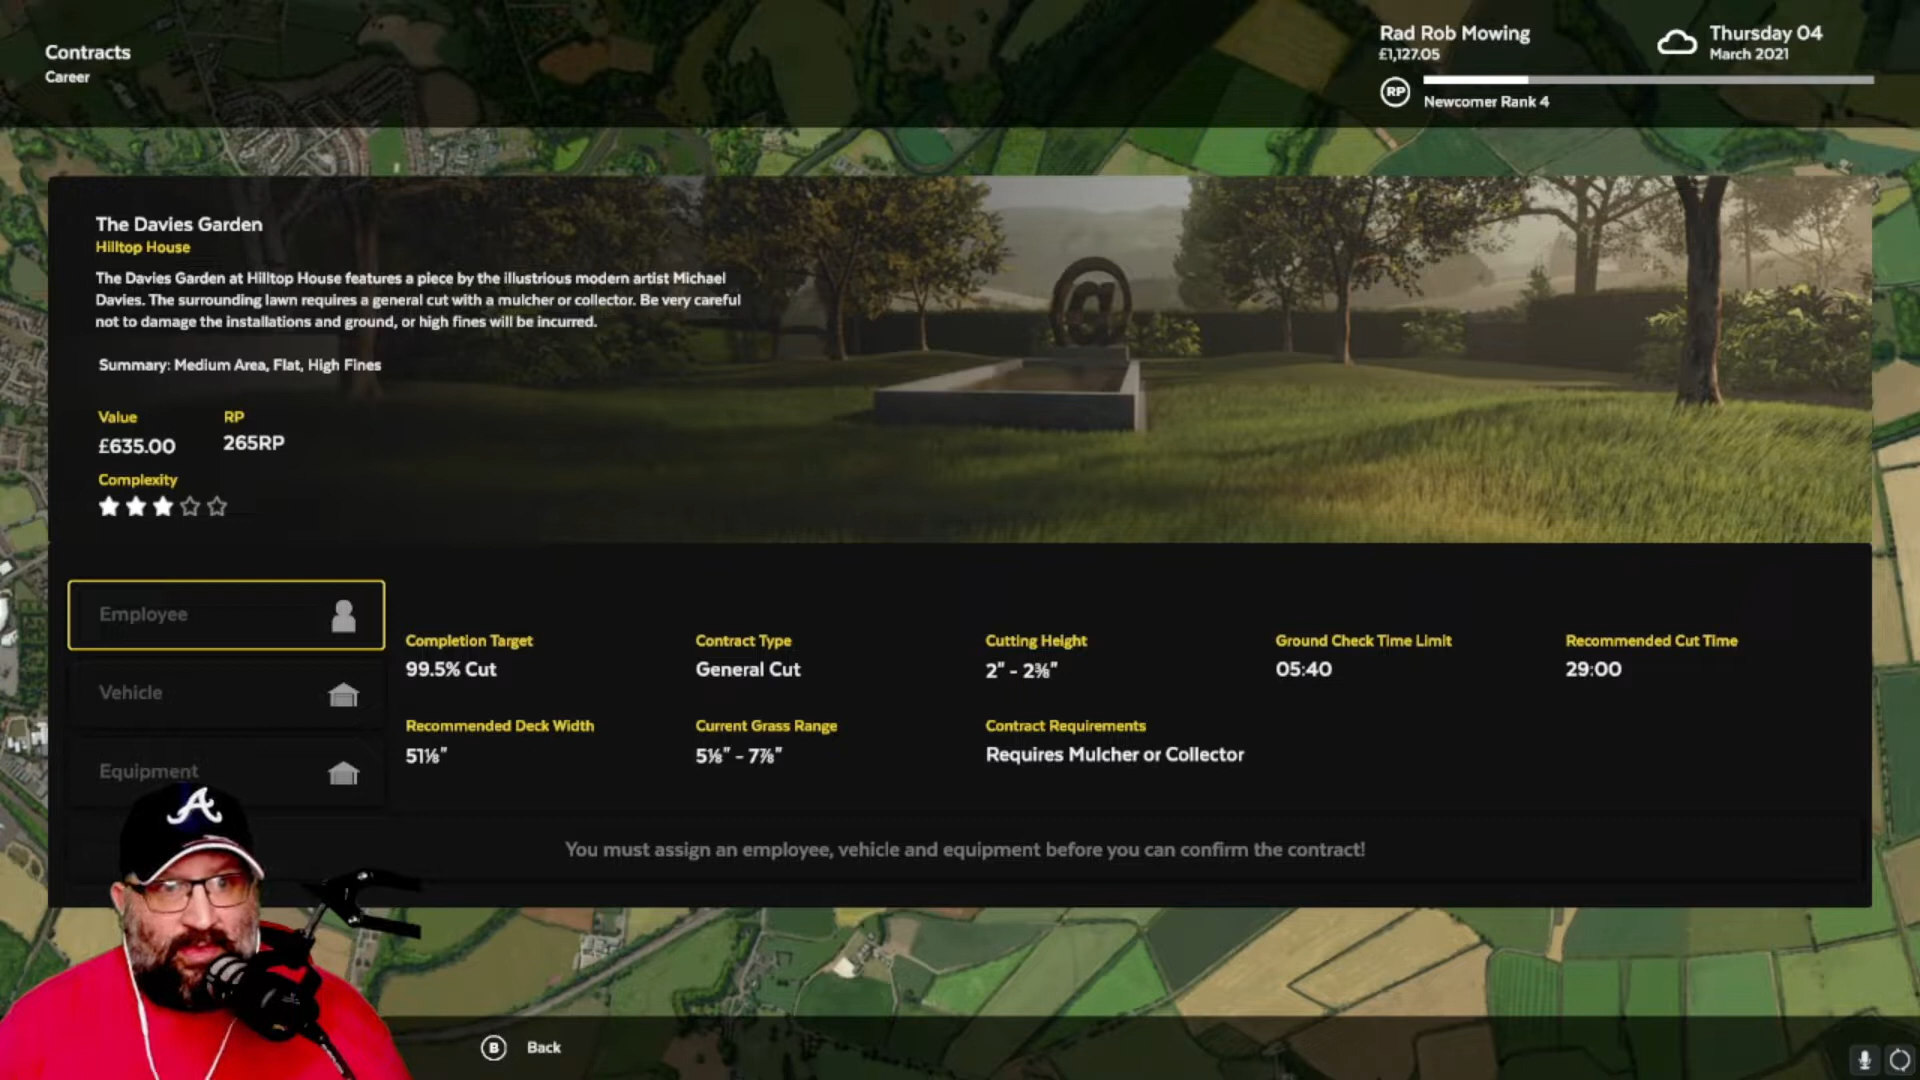 Contracts
Career
Rad Rob Mowing
£1,127.05
Thursday 04
March 2021
RP
Newcomer Rank 4
The Davies Garden
Hilltop House
The Davies Garden at Hilltop House features a piece by the illustrious modern artist Michael
Davies. The surrounding lawn requires a general cut with a mulcher or collector. Be very careful
not to damage the installations and ground, or high fines will be incurred.
Summary: Medium Area, Flat, High Fines
Value
RP
£635.00
265RP
Complexity
Employee
Vehicle
Equipment
Completion Target
99.5% Cut
Contract Type
General Cut
Cutting Height
2" - 2⅜"
Ground Check Time Limit
05:40
Recommended Cut Time
29:00
Recommended Deck Width
51⅛"
Current Grass Range
5⅛" - 7⅞"
Contract Requirements
Requires Mulcher or Collector
You must assign an employee, vehicle and equipment before you can confirm the contract!
A
B Back
@